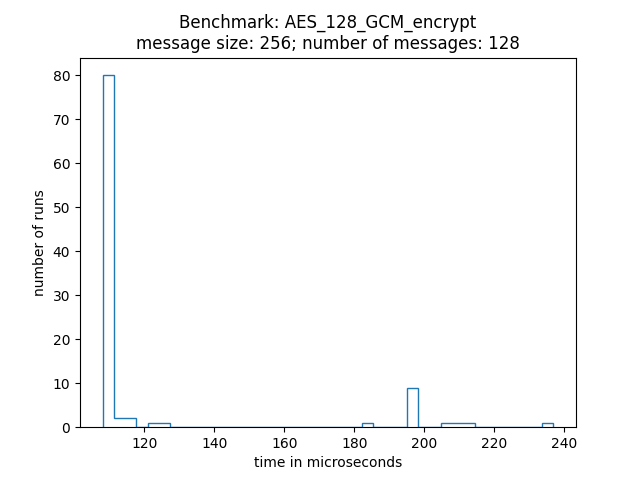 Benchmark: AES_128_GCM_encrypt
message size: 256; number of messages: 128
number of runs
80
70
60
50
40
30
20
10
0
120 140 160 180 200 220 240
time in microseconds